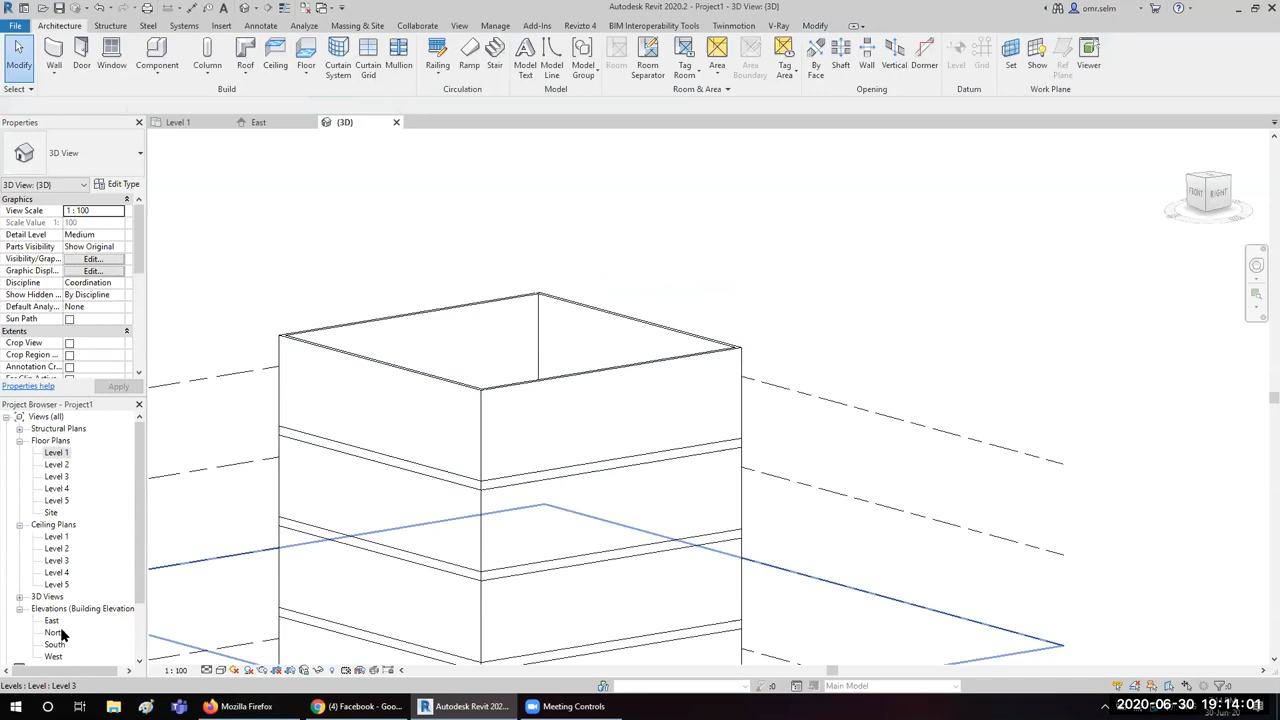 Autodesk Revit 2020.2 - Project1 - 3D View: {3D}
omr.selm
File Architecture Structure Steel Systems Insert Annotate Analyze Massing & Site Collaborate View Manage Add-Ins Revizto 4 BIM Interoperability Tools Twinmotion V-Ray Modify
Modify Wall Door Window Component Column Roof Ceiling Floor Curtain System Curtain Grid Mullion Railing Ramp Stair Model Text Model Line Model Group Room Room Separator Tag Room Area Area Boundary Tag Area By Face Shaft Wall Vertical Dormer Level Grid Set Show Ref Plane Viewer
Select Build Circulation Model Room & Area Opening Datum Work Plane
Properties
Level 1 East {3D}
3D View
3D View: {3D} Edit Type
Graphics
View Scale 1 : 100
Scale Value 1: 100
Detail Level Medium
Parts Visibility Show Original
Visibility/Grap... Edit...
Graphic Displ... Edit...
Discipline Coordination
Show Hidden ... By Discipline
Default Analy... None
Sun Path
Extents
Crop View
Crop Region ...
Annotation Cr...
Properties help Apply
Project Browser - Project1
Views (all)
Structural Plans
Floor Plans
Level 1
Level 2
Level 3
Level 4
Level 5
Site
Ceiling Plans
Level 1
Level 2
Level 3
Level 4
Level 5
3D Views
Elevations (Building Elevation
East
North
South
West
FRONT RIGHT
1 : 100
Levels : Level : Level 3
:0 Main Model :0
Mozilla Firefox (4) Facebook - Goo... Autodesk Revit 2020... Meeting Controls
2020-06-30 19:14:01